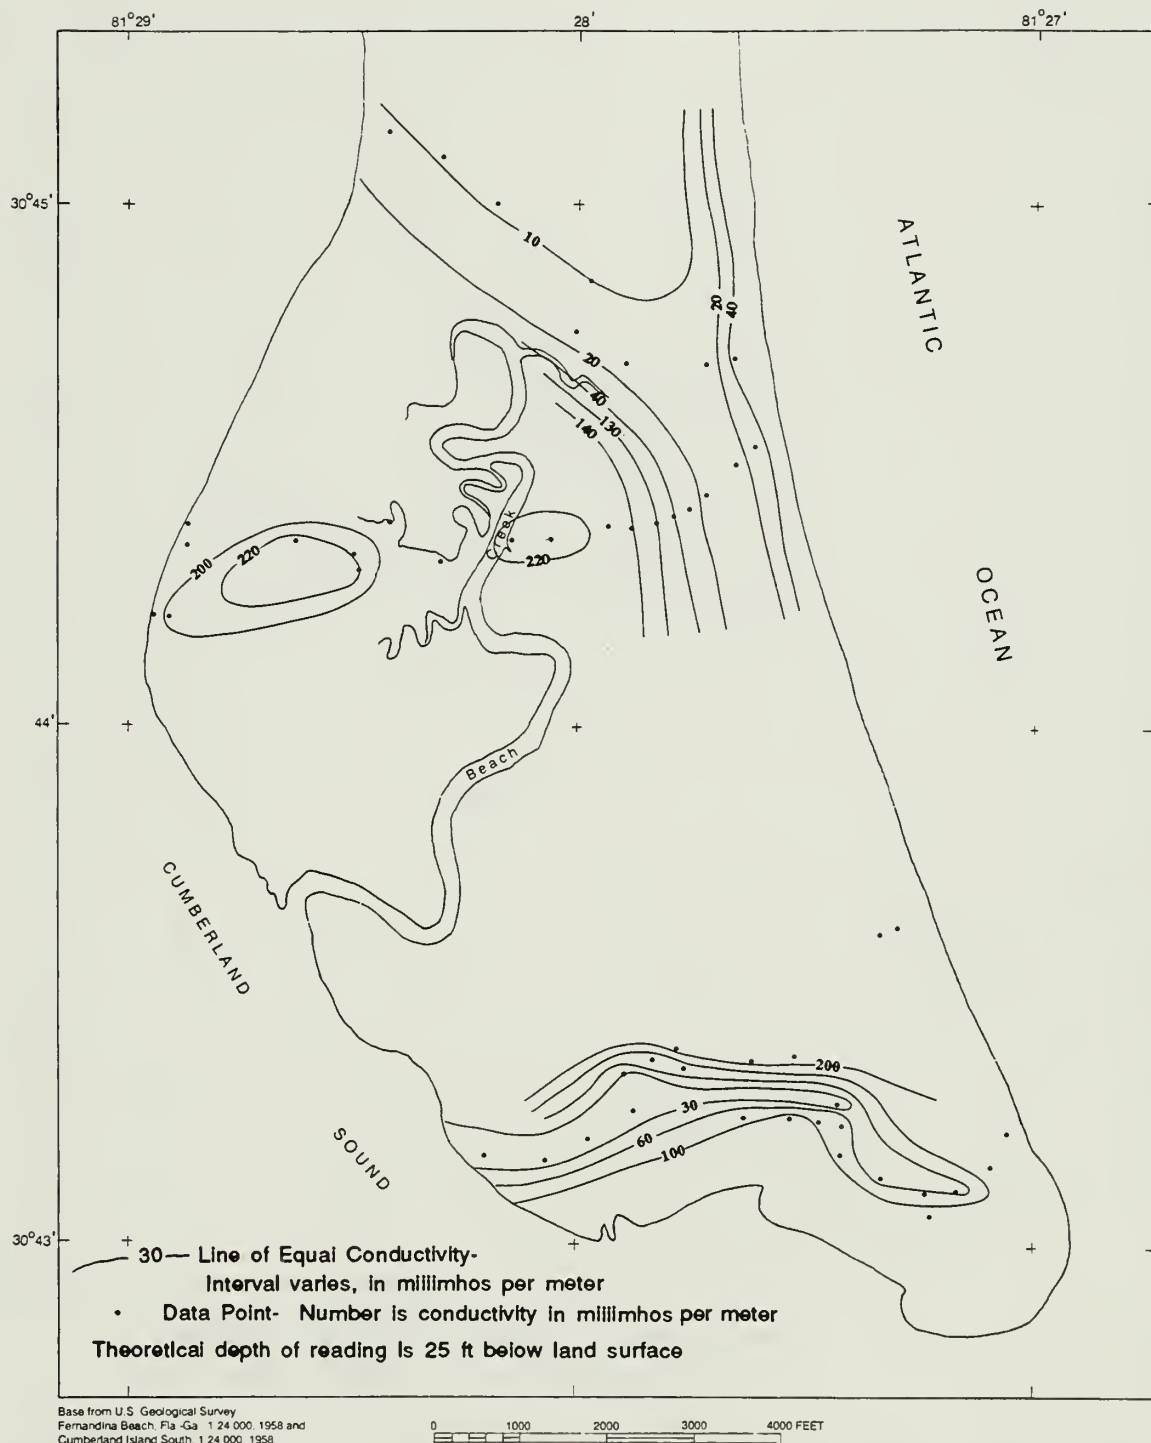 81°29' 28' 81°27'
30°45'
10
20
40
ATLANTIC
20
40
130
140
Creek
200
220
220
OCEAN
44'
Beach
CUMBERLAND
200
30
60
100
SOUND
30°43'
30 Line of Equal Conductivity-
Interval varies, in millimhos per meter
• Data Point- Number is conductivity in millimhos per meter
Theoretical depth of reading is 25 ft below land surface
Base from U.S. Geological Survey
Fernandina Beach, Fla-Ga 1:24 000, 1958 and
Cumberland Island South, 1:24 000, 1958
0 1000 2000 3000 4000 FEET